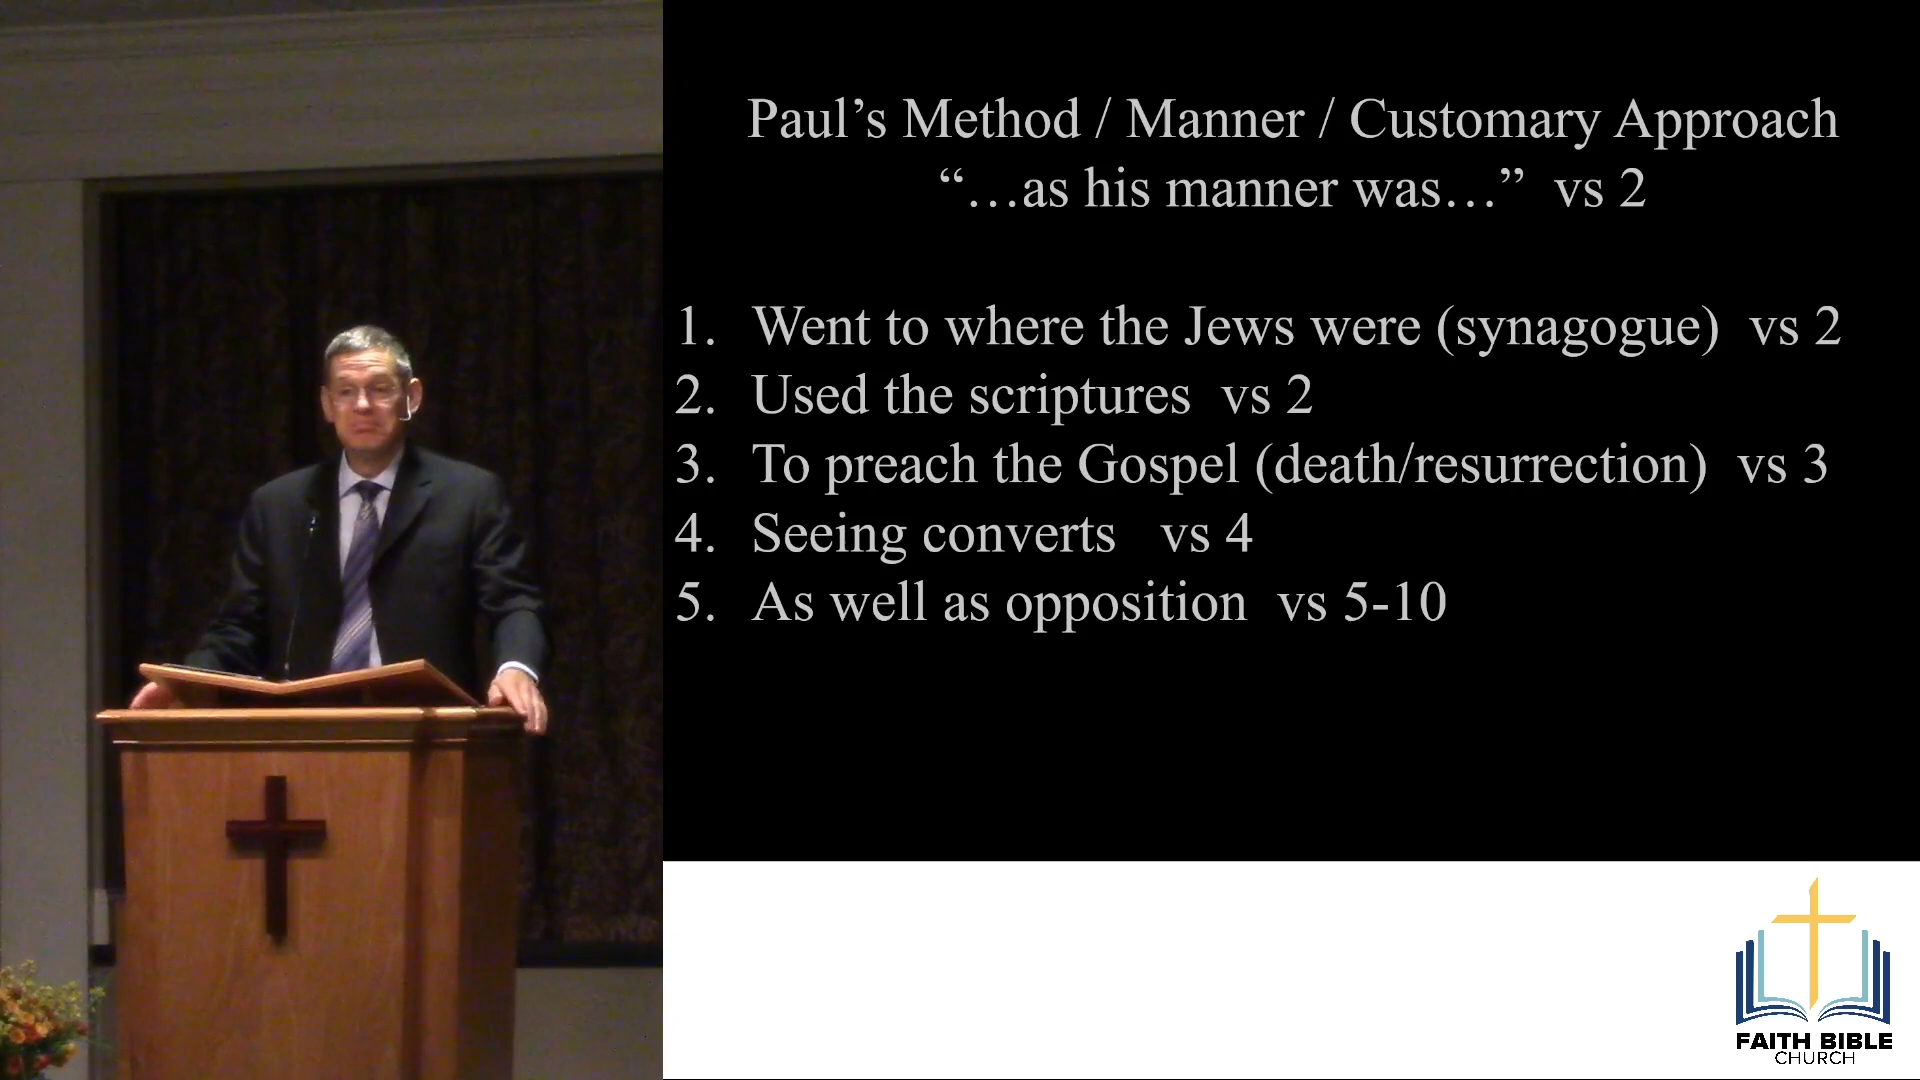 Paul’s Method / Manner / Customary Approach
“…as his manner was…”  vs 2
1. Went to where the Jews were (synagogue)  vs 2
2. Used the scriptures  vs 2
3. To preach the Gospel (death/resurrection)  vs 3
4. Seeing converts   vs 4
5. As well as opposition  vs 5-10
FAITH BIBLE
CHURCH